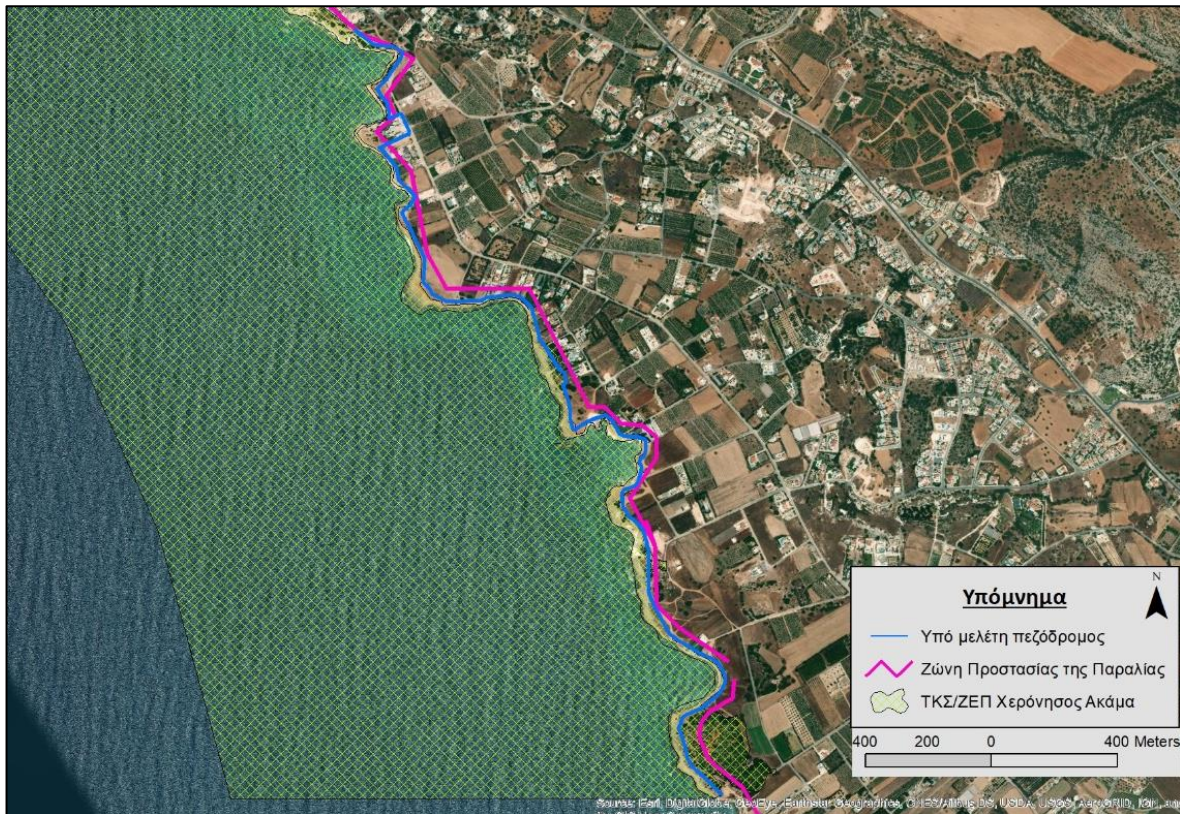 N
Υπόμνημα
Υπό μελέτη πεζόδρομος
Ζώνη Προστασίας της Παραλίας
ΤΚΣ/ΖΕΠ Χερόνησος Ακάμα
400 200 0 400 Meters
Source: Esri, DigitalGlobe, GeoEye, Earthstar Geographics, CNES/Airbus DS, USDA, USGS, AeroGRID, IGN, and